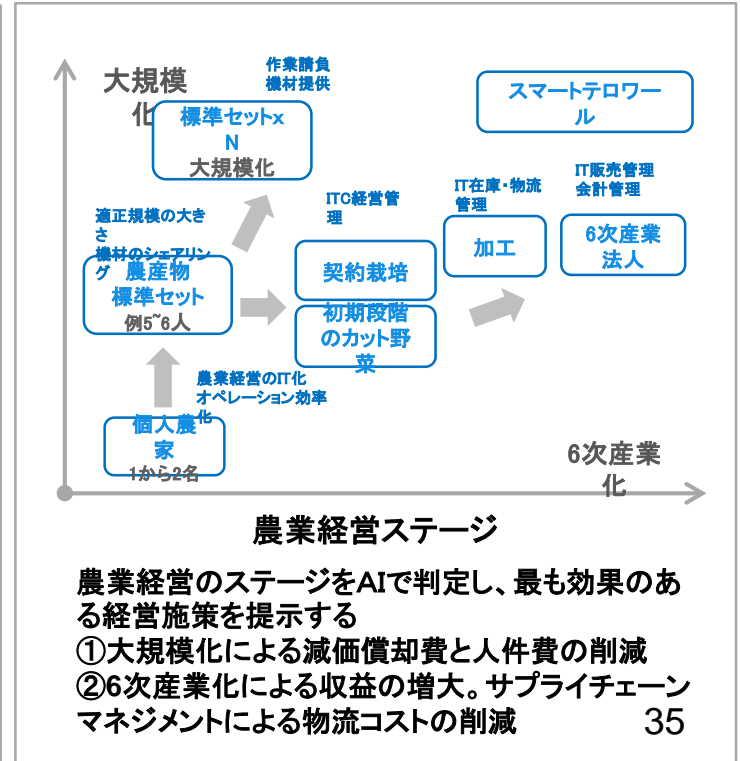 大規模
化
作業請負
機材提供
標準セットx
N
大規模化
スマートテロワー
ル
適正規模の大き
さ
機材のシェアリン
グ
農産物
標準セット
例5~6人
ITC経営管
理
契約栽培
初期段階
のカット野
菜
IT在庫・物流
管理
加工
IT販売管理
会計管理
6次産業
法人
農業経営のIT化
オペレーション効率
化
個人農
家
1から2名
6次産業
化
農業経営ステージ
農業経営のステージをAIで判定し、最も効果のあ
る経営施策を提示する
①大規模化による減価償却費と人件費の削減
②6次産業化による収益の増大。サプライチェーン
マネジメントによる物流コストの削減
35